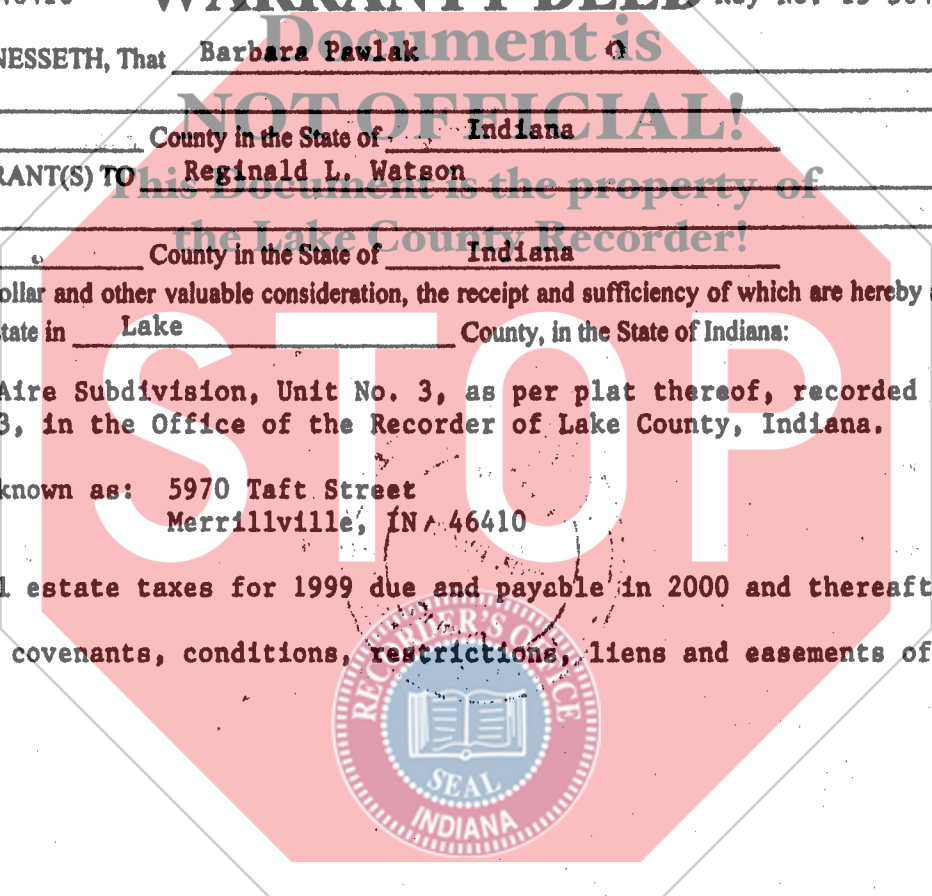 WARRANTY DEED Key No. 15
Document is
NESSETH, That Barbara Pawlak
NOT OFFICIAL!
County in the State of Indiana
RANT(S) TO Reginald L. Watson
This Document is the property of
the Lake County Recorder!
County in the State of Indiana
ollar and other valuable consideration, the receipt and sufficiency of which are hereby
tate in Lake County, in the State of Indiana:
STOP
Aire Subdivision, Unit No. 3, as per plat thereof, recorded
3, in the Office of the Recorder of Lake County, Indiana.
known as: 5970 Taft Street
Merrillville, IN 46410
l estate taxes for 1999 due and payable in 2000 and thereaft
covenants, conditions, restrictions, liens and easements of
RECORDER'S OFFICE
SEAL
INDIANA